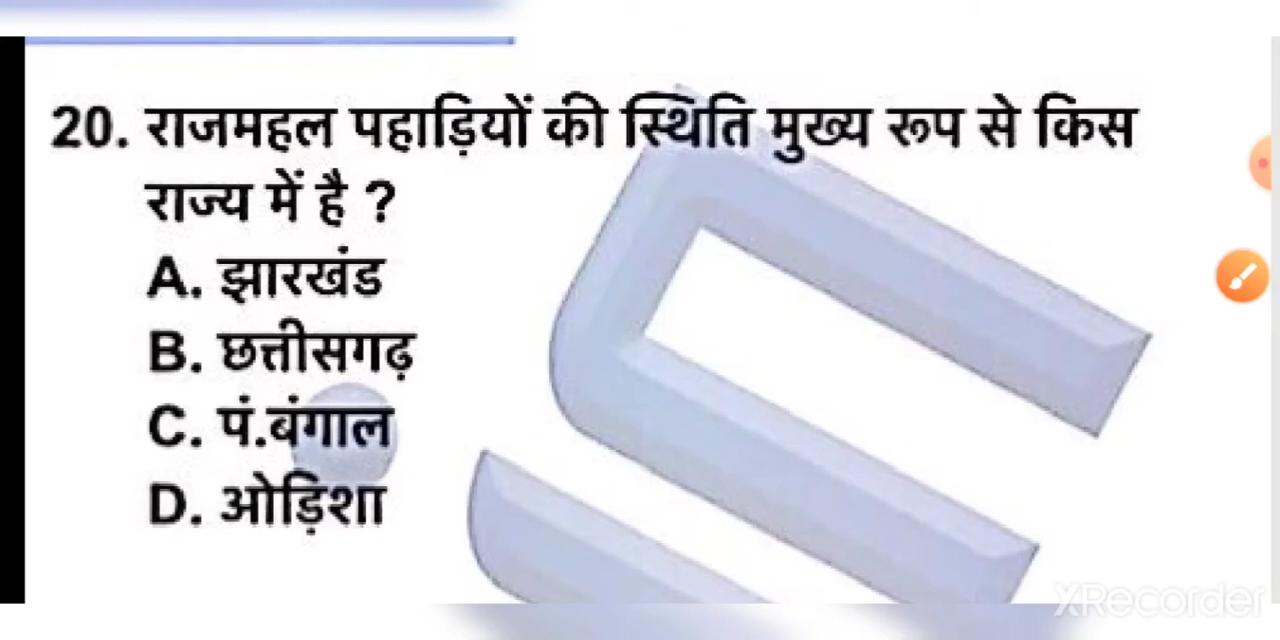 20. राजमहल पहाड़ियों की स्थिति मुख्य रूप से किस
राज्य में है ?
A. झारखंड
B. छत्तीसगढ़
C. पं.बंगाल
D. ओड़िशा
XRecorder